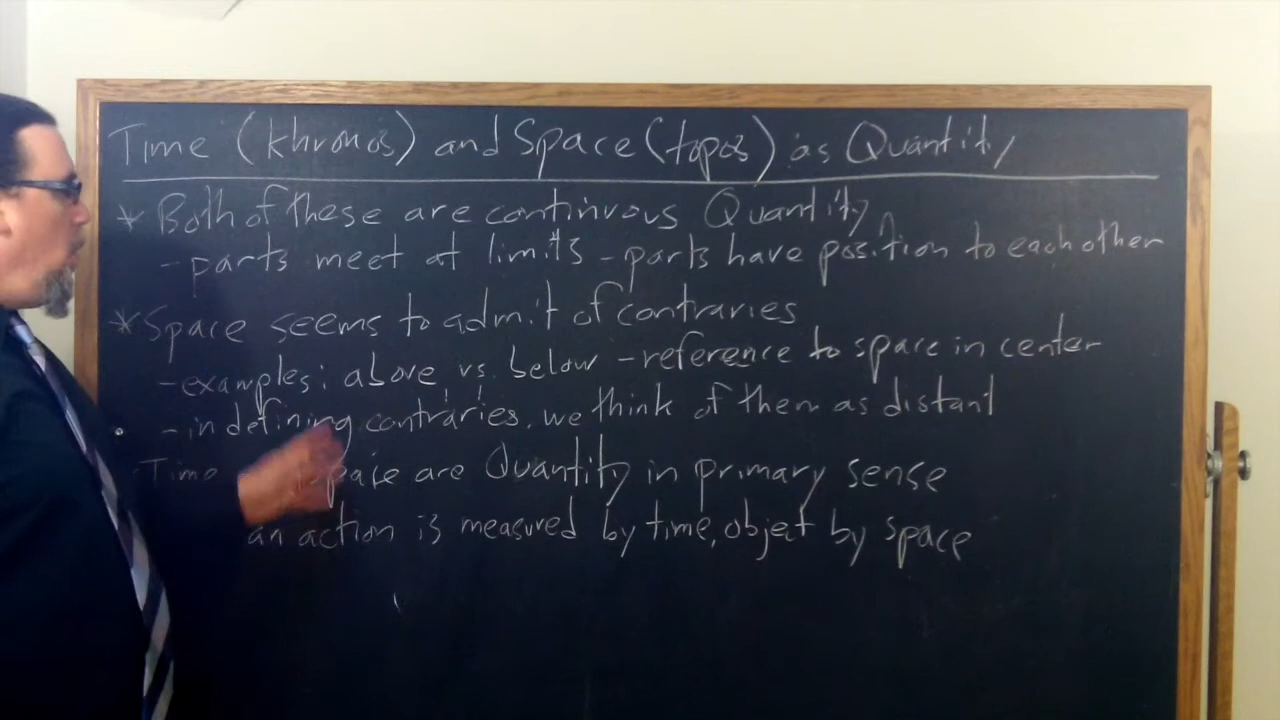 Time (khronos) and Space (topos) as Quantity
* Both of these are continuous Quantity
- parts meet at limits - parts have position to each other
* Space seems to admit of contraries
- examples: above vs. below - reference to space in center
- in defining contraries, we think of them as distant
Time space are Quantity in primary sense
an action is measured by time, object by space